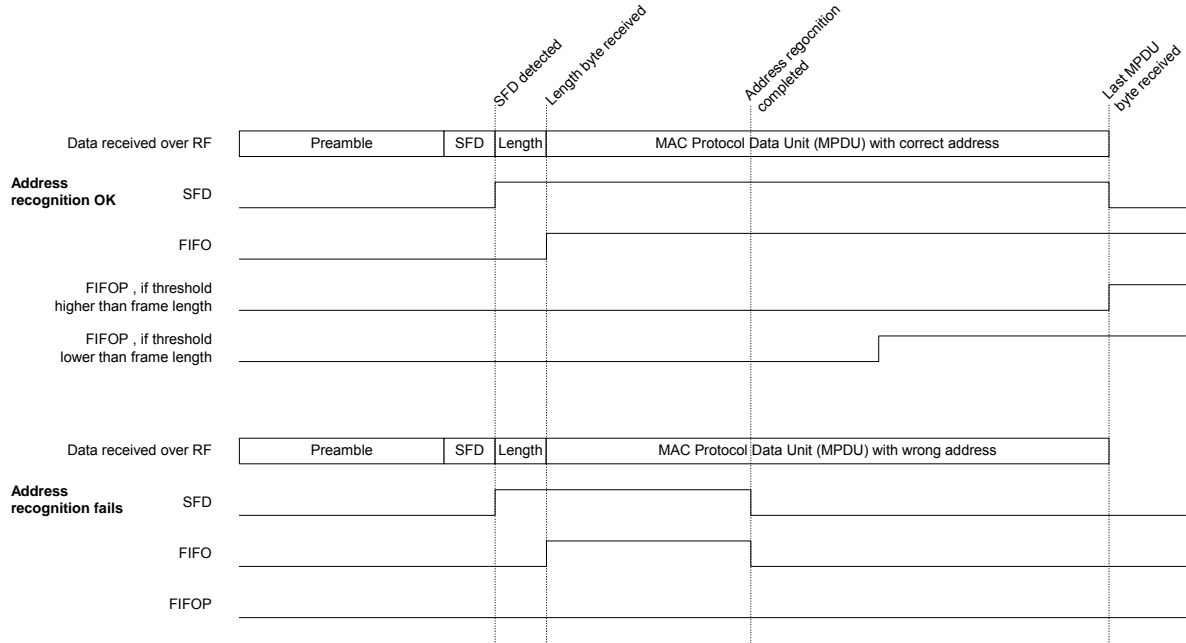 SFD detected
Length byte received
Address regocnition
completed
Last MPDU
byte received
Data received over RF
Preamble
SFD
Length
MAC Protocol Data Unit (MPDU) with correct address
Address
recognition OK
SFD
FIFO
FIFOP , if threshold
higher than frame length
FIFOP , if threshold
lower than frame length
Data received over RF
Preamble
SFD
Length
MAC Protocol Data Unit (MPDU) with wrong address
Address
recognition fails
SFD
FIFO
FIFOP